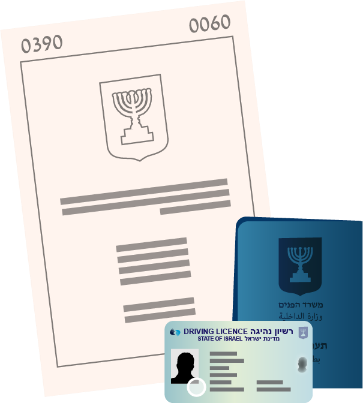 0390
0060
משרד הפנים
وزارة الداخلية
DRIVING LICENCE רשיון נהיגה
STATE OF ISRAEL מדינת ישראל